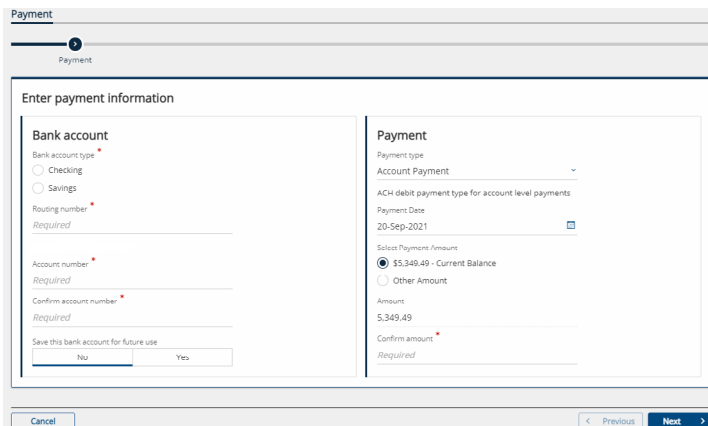 Payment
Payment
Enter payment information
Bank account
Bank account type *
Checking
Savings
Routing number *
Required
Account number *
Required
Confirm account number *
Required
Save this bank account for future use
No Yes
Payment
Payment type
Account Payment
ACH debit payment type for account level payments
Payment Date
20-Sep-2021
Select Payment Amount
$5,349.49 - Current Balance
Other Amount
Amount
5,349.49
Confirm amount *
Required
Cancel
< Previous
Next >